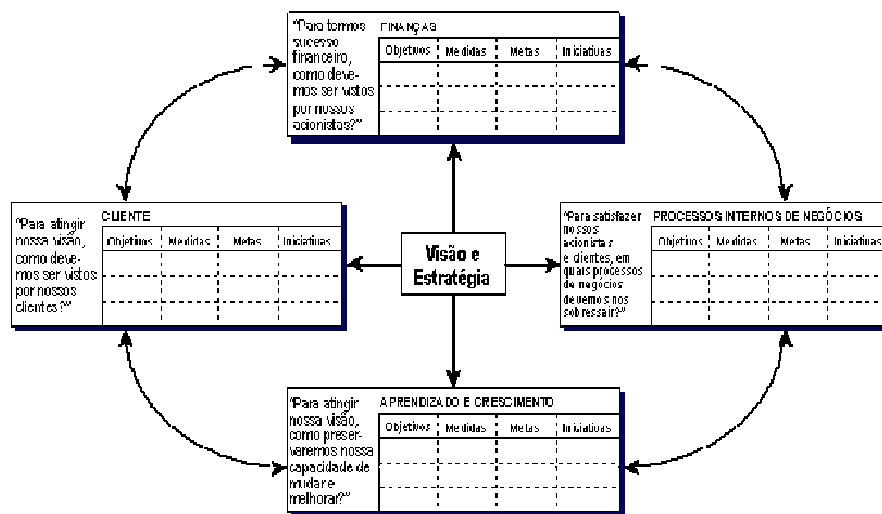 "Para termos
sucesso
financeiro,
como deve-
mos ser vistos
por nossos
acionistas?"
FINANÇAS
Objetivos Medidas Metas Iniciativas
"Para atingir
nossa visão,
como deve-
mos ser vistos
por nossos
clientes?"
CLIENTE
Objetivos Medidas Metas Iniciativas
Visão e
Estratégia
"Para satisfazer
nossos
acionistas
e clientes, em
quais processos
de negócios
devemos nos
sobressair?"
PROCESSOS INTERNOS DE NEGÓCIOS
Objetivos Medidas Metas Iniciativas
"Para atingir
nossa visão,
como preser-
varemos nossa
capacidade de
mudar e
melhorar?"
APRENDIZADO E CRESCIMENTO
Objetivos Medidas Metas Iniciativas